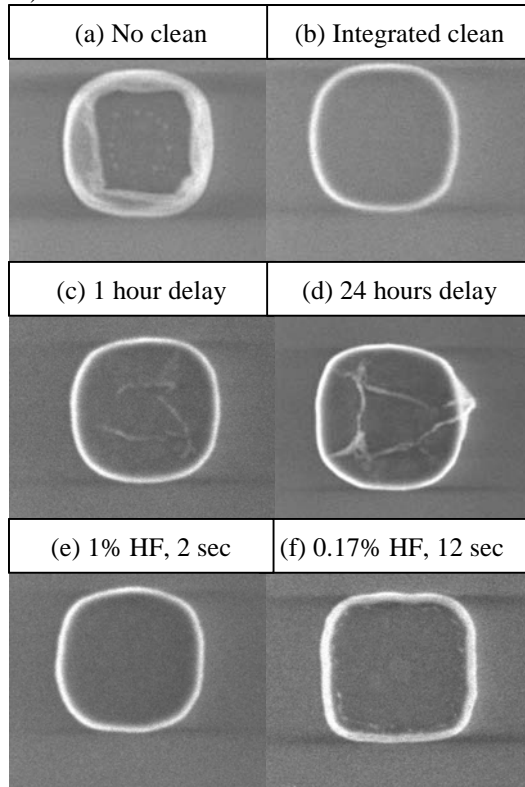 (a) No clean
(b) Integrated clean
(c) 1 hour delay
(d) 24 hours delay
(e) 1% HF, 2 sec
(f) 0.17% HF, 12 sec